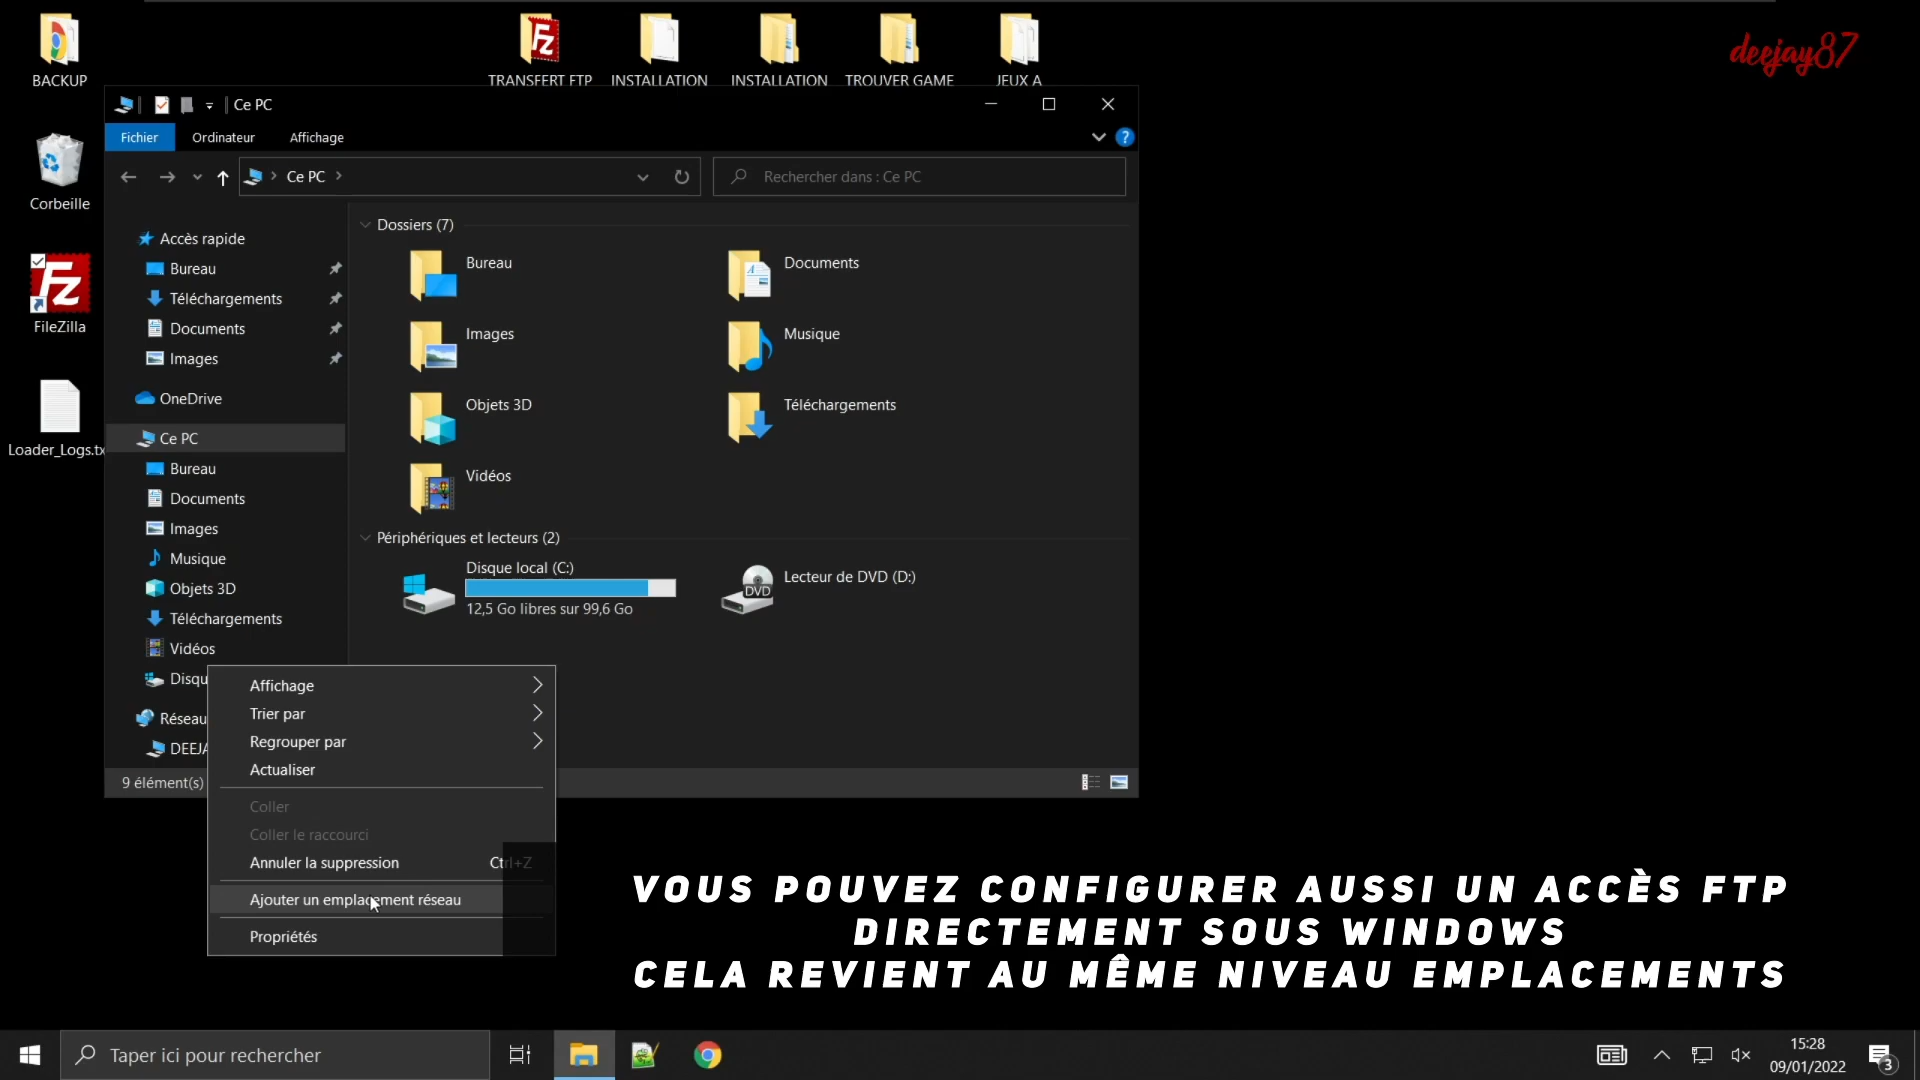 BACKUP
TRANSFERT FTP
INSTALLATION
INSTALLATION
TROUVER GAME
JEUX A
deejay87
Ce PC
Fichier
Ordinateur
Affichage
?
Ce PC
Rechercher dans : Ce PC
Corbeille
FileZilla
Loader_Logs.tx
Accès rapide
Bureau
Téléchargements
Documents
Images
OneDrive
Ce PC
Bureau
Documents
Images
Musique
Objets 3D
Téléchargements
Vidéos
Disqu
Réseau
DEEJA
Dossiers (7)
Bureau
Documents
Images
Musique
Objets 3D
Téléchargements
Vidéos
Périphériques et lecteurs (2)
Disque local (C:)
12,5 Go libres sur 99,6 Go
DVD
Lecteur de DVD (D:)
9 élément(s)
Affichage
Trier par
Regrouper par
Actualiser
Coller
Coller le raccourci
Annuler la suppression Ctrl+Z
Ajouter un emplacement réseau
Propriétés
VOUS POUVEZ CONFIGURER AUSSI UN ACCÈS FTP
DIRECTEMENT SOUS WINDOWS
CELA REVIENT AU MÊME NIVEAU EMPLACEMENTS
Taper ici pour rechercher
15:28
09/01/2022
3